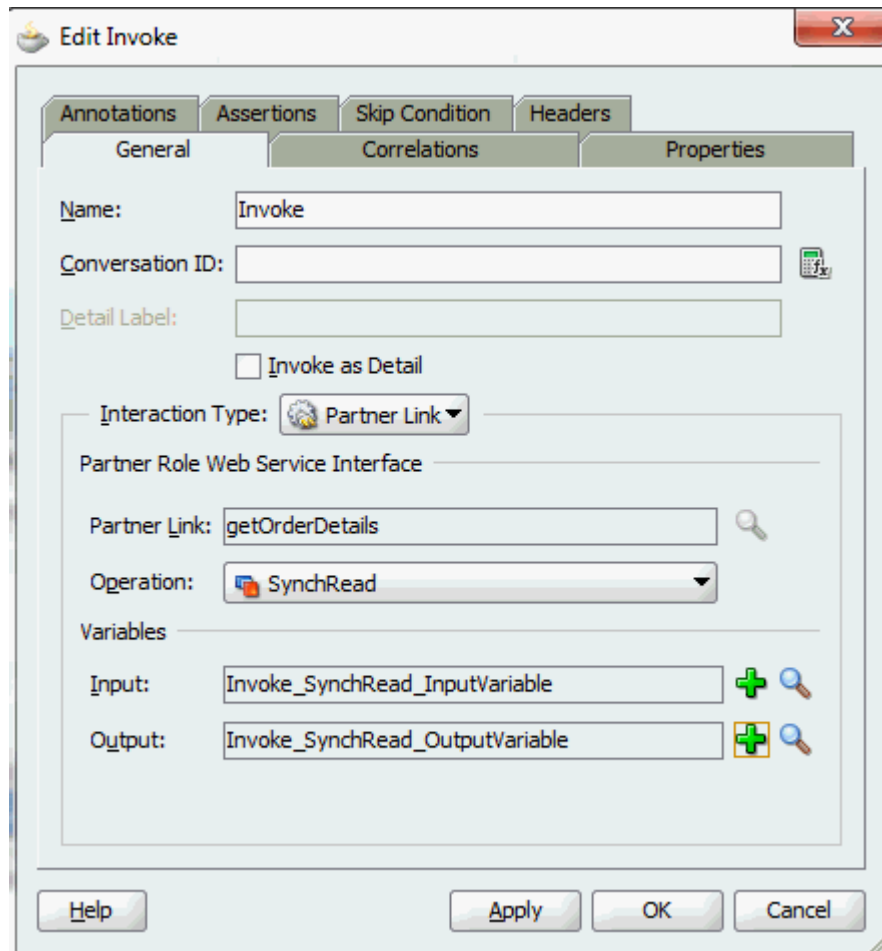 Edit Invoke
Annotations Assertions Skip Condition Headers
General Correlations Properties
Name: Invoke
Conversation ID:
Detail Label:
Invoke as Detail
Interaction Type: Partner Link
Partner Role Web Service Interface
Partner Link: getOrderDetails
Operation: SynchRead
Variables
Input: Invoke_SynchRead_InputVariable
Output: Invoke_SynchRead_OutputVariable
Help Apply OK Cancel